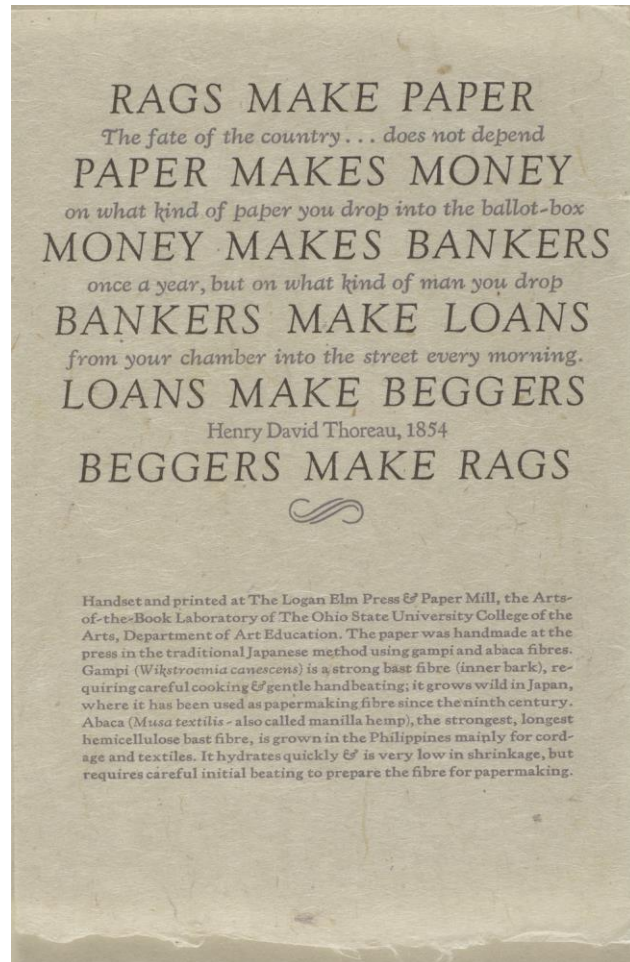 RAGS MAKE PAPER
The fate of the country . . . does not depend
PAPER MAKES MONEY
on what kind of paper you drop into the ballot-box
MONEY MAKES BANKERS
once a year, but on what kind of man you drop
BANKERS MAKE LOANS
from your chamber into the street every morning.
LOANS MAKE BEGGERS
Henry David Thoreau, 1854
BEGGERS MAKE RAGS
Handset and printed at The Logan Elm Press & Paper Mill, the Arts-
of-the-Book Laboratory of The Ohio State University College of the
Arts, Department of Art Education. The paper was handmade at the
press in the traditional Japanese method using gampi and abaca fibres.
Gampi (Wikstroemia canescens) is a strong bast fibre (inner bark), re-
quiring careful cooking & gentle handbeating; it grows wild in Japan,
where it has been used as papermaking fibre since the ninth century.
Abaca (Musa textilis - also called manilla hemp), the strongest, longest
hemicellulose bast fibre, is grown in the Philippines mainly for cord-
age and textiles. It hydrates quickly & is very low in shrinkage, but
requires careful initial beating to prepare the fibre for papermaking.